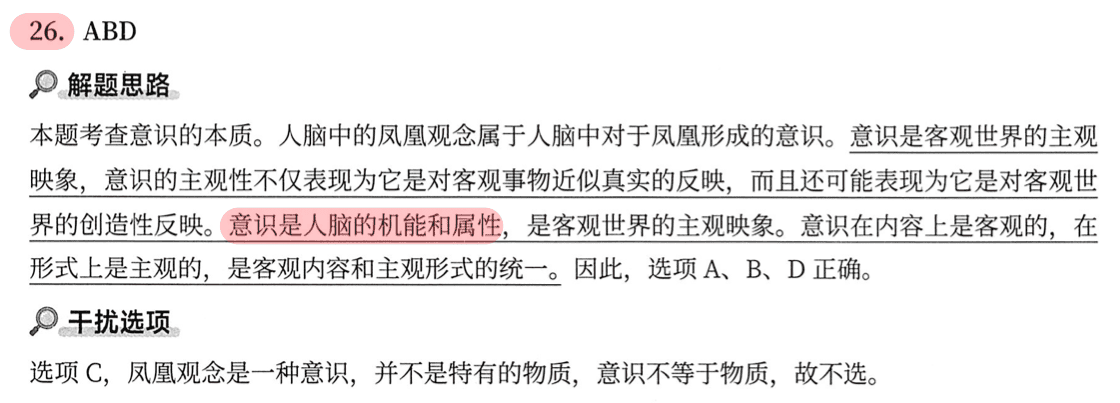 26. ABD
解题思路
本题考查意识的本质。人脑中的凤凰观念属于人脑中对于凤凰形成的意识。意识是客观世界的主观
映象，意识的主观性不仅表现为它是对客观事物近似真实的反映，而且还可能表现为它是对客观世
界的创造性反映。意识是人脑的机能和属性，是客观世界的主观映象。意识在内容上是客观的，在
形式上是主观的，是客观内容和主观形式的统一。因此，选项 A、B、D 正确。
干扰选项
选项 C，凤凰观念是一种意识，并不是特有的物质，意识不等于物质，故不选。